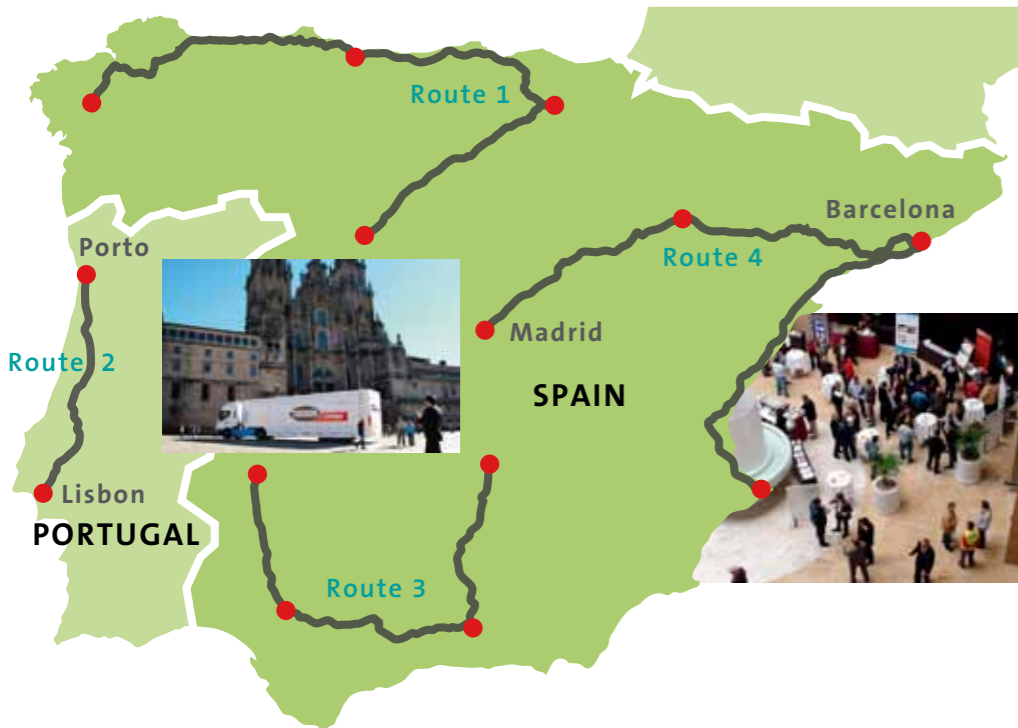 Route 1
Barcelona
Porto
Route 4
Madrid
Route 2
SPAIN
Lisbon
PORTUGAL
Route 3